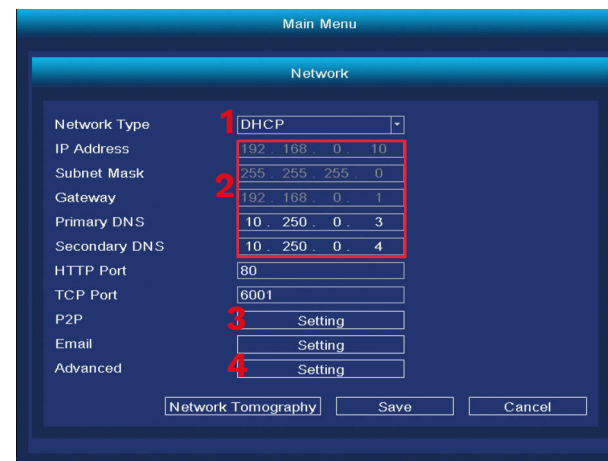 Main Menu
Network
Network Type 1 DHCP
IP Address 192 . 168 . 0 . 10
Subnet Mask 255 . 255 . 255 . 0
2
Gateway 192 . 168 . 0 . 1
Primary DNS 10 . 250 . 0 . 3
Secondary DNS 10 . 250 . 0 . 4
HTTP Port 80
TCP Port 6001
P2P 3 Setting
Email Setting
Advanced 4 Setting
Network Tomography Save Cancel